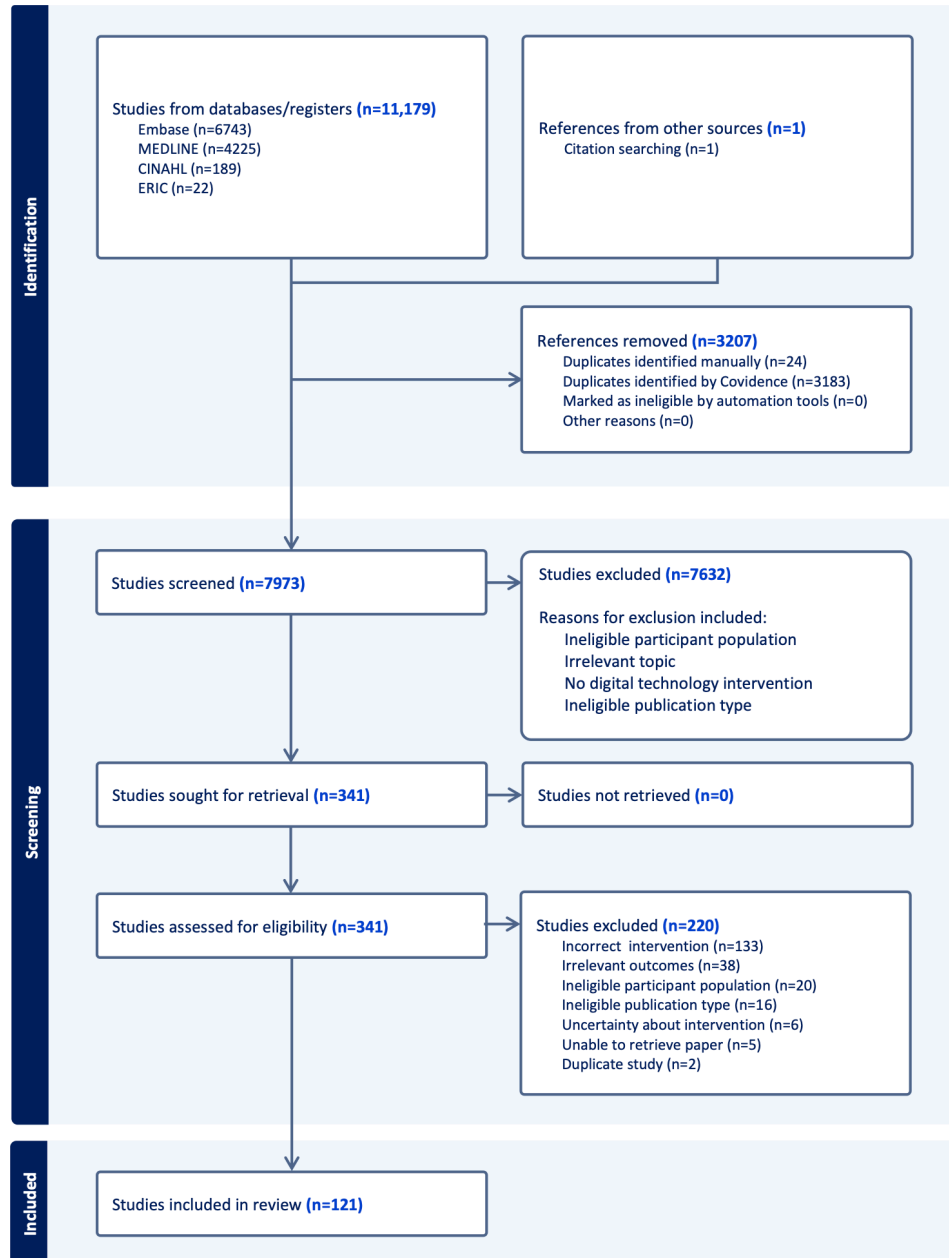 Identification
Studies from databases/registers (n=11,179)
Embase (n=6743)
MEDLINE (n=4225)
CINAHL (n=189)
ERIC (n=22)
References from other sources (n=1)
Citation searching (n=1)
References removed (n=3207)
Duplicates identified manually (n=24)
Duplicates identified by Covidence (n=3183)
Marked as ineligible by automation tools (n=0)
Other reasons (n=0)
Screening
Studies screened (n=7973)
Studies excluded (n=7632)
Reasons for exclusion included:
Ineligible participant population
Irrelevant topic
No digital technology intervention
Ineligible publication type
Studies sought for retrieval (n=341)
Studies not retrieved (n=0)
Studies assessed for eligibility (n=341)
Studies excluded (n=220)
Incorrect intervention (n=133)
Irrelevant outcomes (n=38)
Ineligible participant population (n=20)
Ineligible publication type (n=16)
Uncertainty about intervention (n=6)
Unable to retrieve paper (n=5)
Duplicate study (n=2)
Included
Studies included in review (n=121)